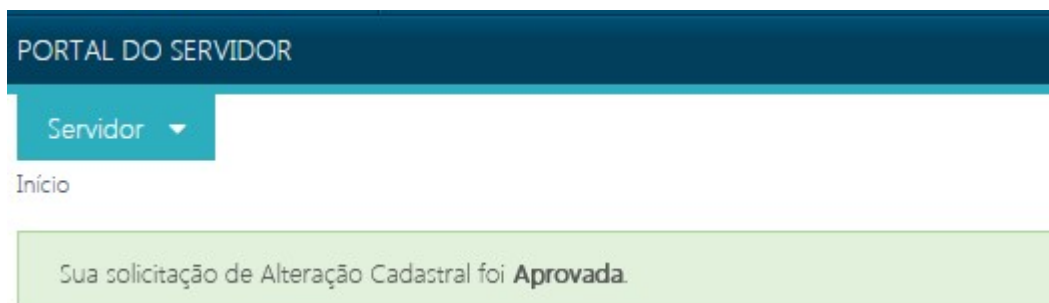 PORTAL DO SERVIDOR
Servidor
Início
Sua solicitação de Alteração Cadastral foi Aprovada.